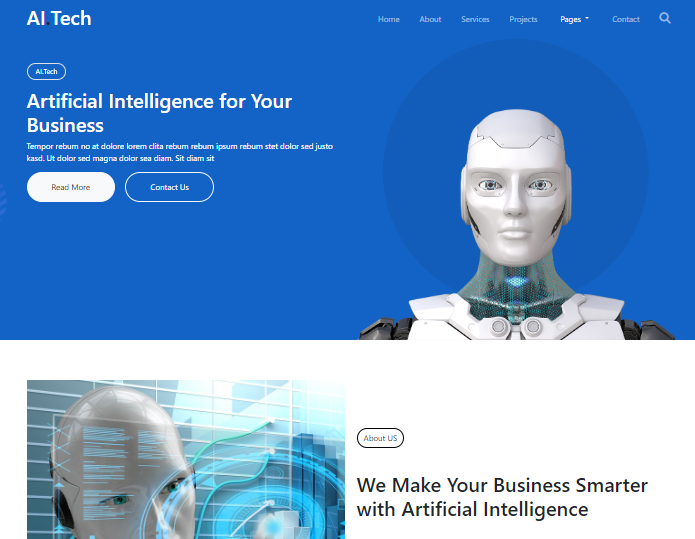 AI.Tech
Home About Services Projects Pages Contact
AI.Tech
Artificial Intelligence for Your
Business
Tempor rebum no at dolore lorem clita rebum rebum ipsum rebum stet dolor sed justo
kasd. Ut dolor sed magna dolor sea diam. Sit diam sit
Read More Contact Us
About US
We Make Your Business Smarter
with Artificial Intelligence